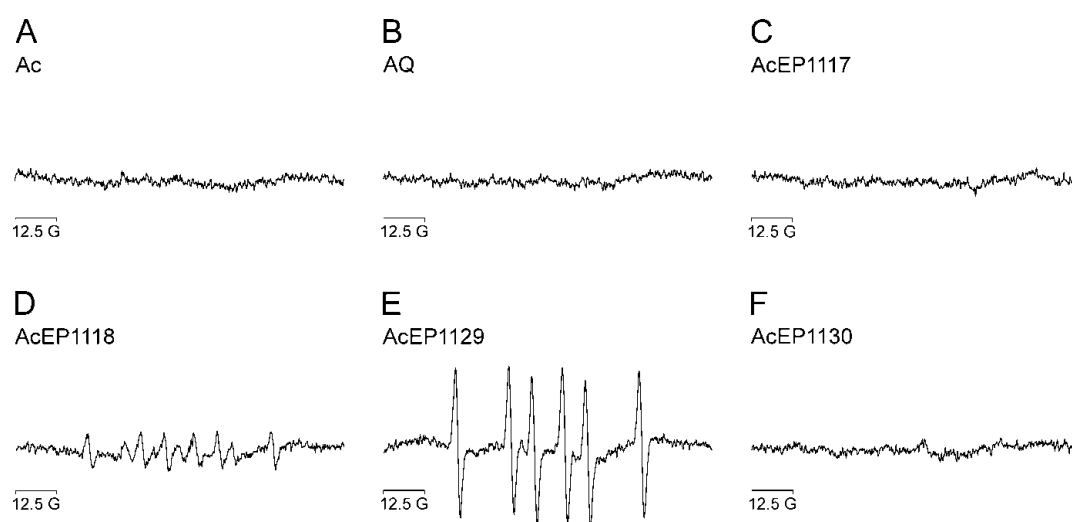 A
Ac
12.5 G
B
AQ
12.5 G
C
AcEP1117
12.5 G
D
AcEP1118
12.5 G
E
AcEP1129
12.5 G
F
AcEP1130
12.5 G